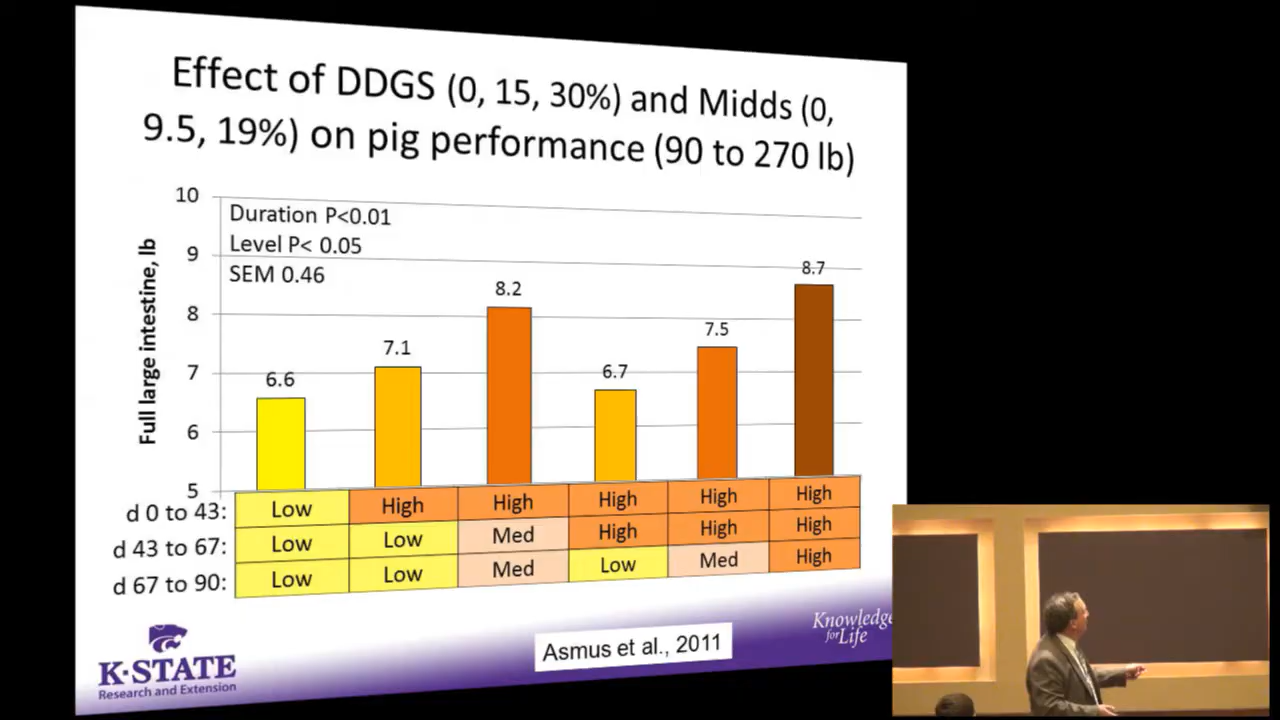 Effect of DDGS (0, 15, 30%) and Midds (0,
9.5, 19%) on pig performance (90 to 270 lb)
Full large intestine, lb
10
9
8
7
6
5
Duration P<0.01
Level P< 0.05
SEM 0.46
6.6
7.1
8.2
6.7
7.5
8.7
d 0 to 43: Low High High High High High
d 43 to 67: Low Low Med High High High
d 67 to 90: Low Low Med Low Med High
K-STATE
Research and Extension
Asmus et al., 2011
Knowledge
for Life